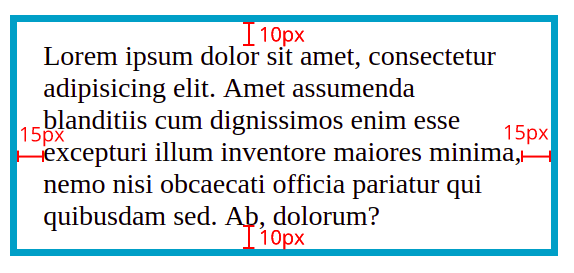 10px
Lorem ipsum dolor sit amet, consectetur
adipisicing elit. Amet assumenda
blanditiis cum dignissimos enim esse
15px
15px
excepturi illum inventore maiores minima,
nemo nisi obcaecati officia pariatur qui
quibusdam sed. Ab, dolorum?
10px